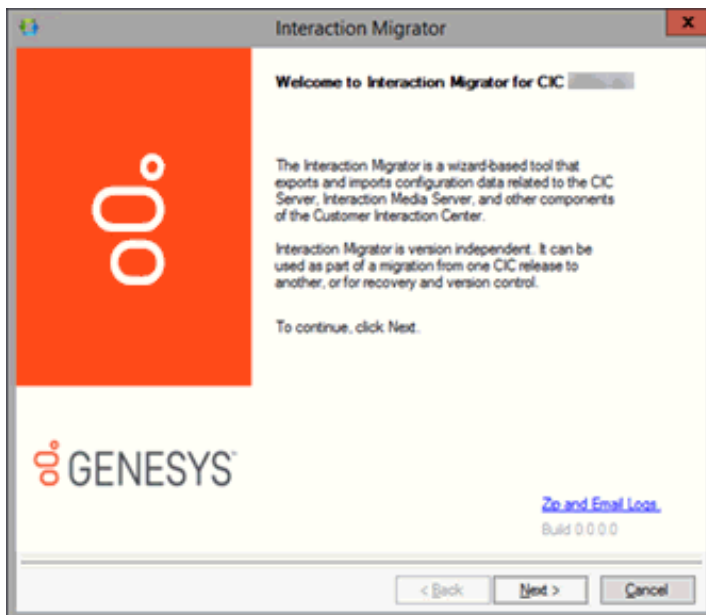 Interaction Migrator
x
Welcome to Interaction Migrator for CIC
The Interaction Migrator is a wizard-based tool that
exports and imports configuration data related to the CIC
Server, Interaction Media Server, and other components
of the Customer Interaction Center.
Interaction Migrator is version independent. It can be
used as part of a migration from one CIC release to
another, or for recovery and version control.
To continue, click Next.
GENESYS™
Zip and Email Logs.
Build 0.0.0.0
< Back
Next >
Cancel